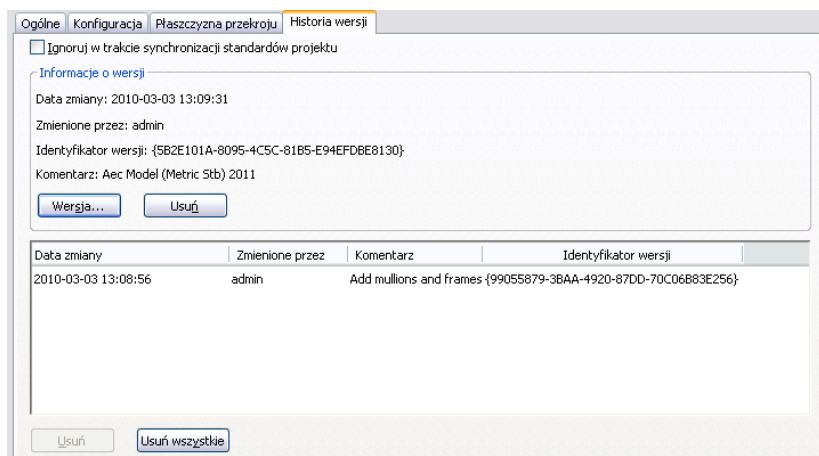 Ogólne Konfiguracja Płaszczyzna przekroju Historia wersji
Ignoruj w trakcie synchronizacji standardów projektu
Informacje o wersji
Data zmiany: 2010-03-03 13:09:31
Zmienione przez: admin
Identyfikator wersji: {5B2E101A-8095-4C5C-81B5-E94EFDBE8130}
Komentarz: Aec Model (Metric Stb) 2011
Wersja... Usuń
Data zmiany Zmienione przez Komentarz Identyfikator wersji
2010-03-03 13:08:56 admin Add mullions and frames {99055879-3BAA-4920-87DD-70C06B83E256}
Usuń Usuń wszystkie